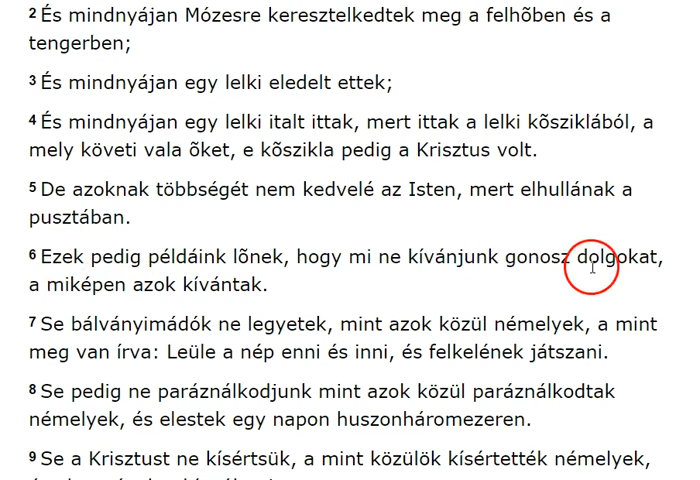 2 És mindnyájan Mózesre keresztelkedtek meg a felhõben és a
tengerben;
3 És mindnyájan egy lelki eledelt ettek;
4 És mindnyájan egy lelki italt ittak, mert ittak a lelki kõsziklából, a
mely követi vala õket, e kõszikla pedig a Krisztus volt.
5 De azoknak többségét nem kedvelé az Isten, mert elhullának a
pusztában.
6 Ezek pedig példáink lõnek, hogy mi ne kívánjunk gonosz dolgokat,
a miképen azok kívántak.
7 Se bálványimádók ne legyetek, mint azok közül némelyek, a mint
meg van írva: Leüle a nép enni és inni, és felkelének játszani.
8 Se pedig ne paráználkodjunk mint azok közül paráználkodtak
némelyek, és elestek egy napon huszonháromezeren.
9 Se a Krisztust ne kísértsük, a mint közülök kísértették némelyek,